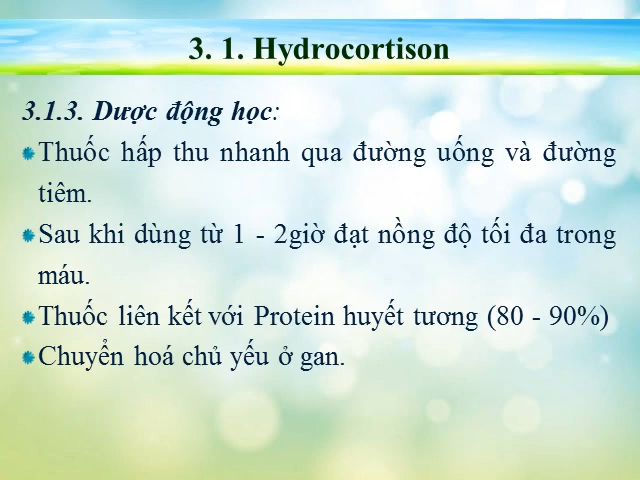 3. 1. Hydrocortison
3.1.3. Dược động học:
Thuốc hấp thu nhanh qua đường uống và đường
tiêm.
Sau khi dùng từ 1 - 2giờ đạt nồng độ tối đa trong
máu.
Thuốc liên kết với Protein huyết tương (80 - 90%)
Chuyển hoá chủ yếu ở gan.